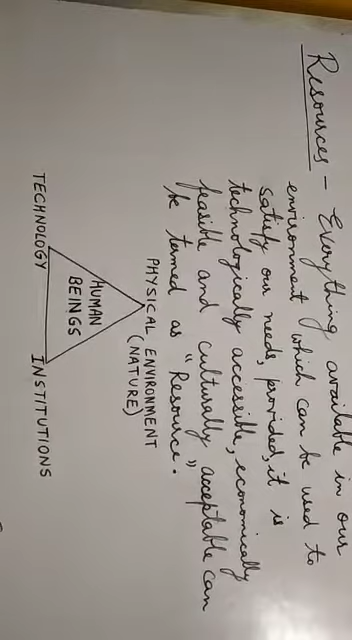 Resources - Everything available in our
environment which can be used to
satisfy our needs, provided, it is
technologically accessible, economically
feasible and culturally acceptable can
be termed as "Resource".
PHYSICAL ENVIRONMENT
(NATURE)
HUMAN
BEINGS
TECHNOLOGY
INSTITUTIONS